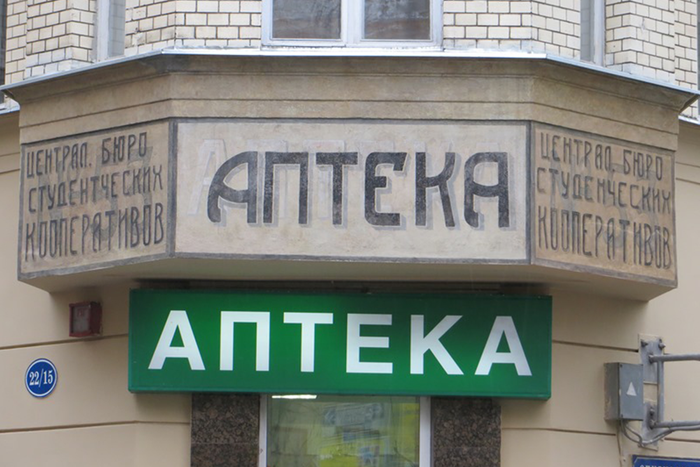 ЦЕНТРАЛ. БЮРО
СТУДЕНТЧЕСКИХ
КООПЕРАТИВОВ
АПТЕКА
ЦЕНТРАЛ. БЮРО
СТУДЕНЧЕСКИХ
КООПЕРАТИВОВ
АПТЕКА
22/15